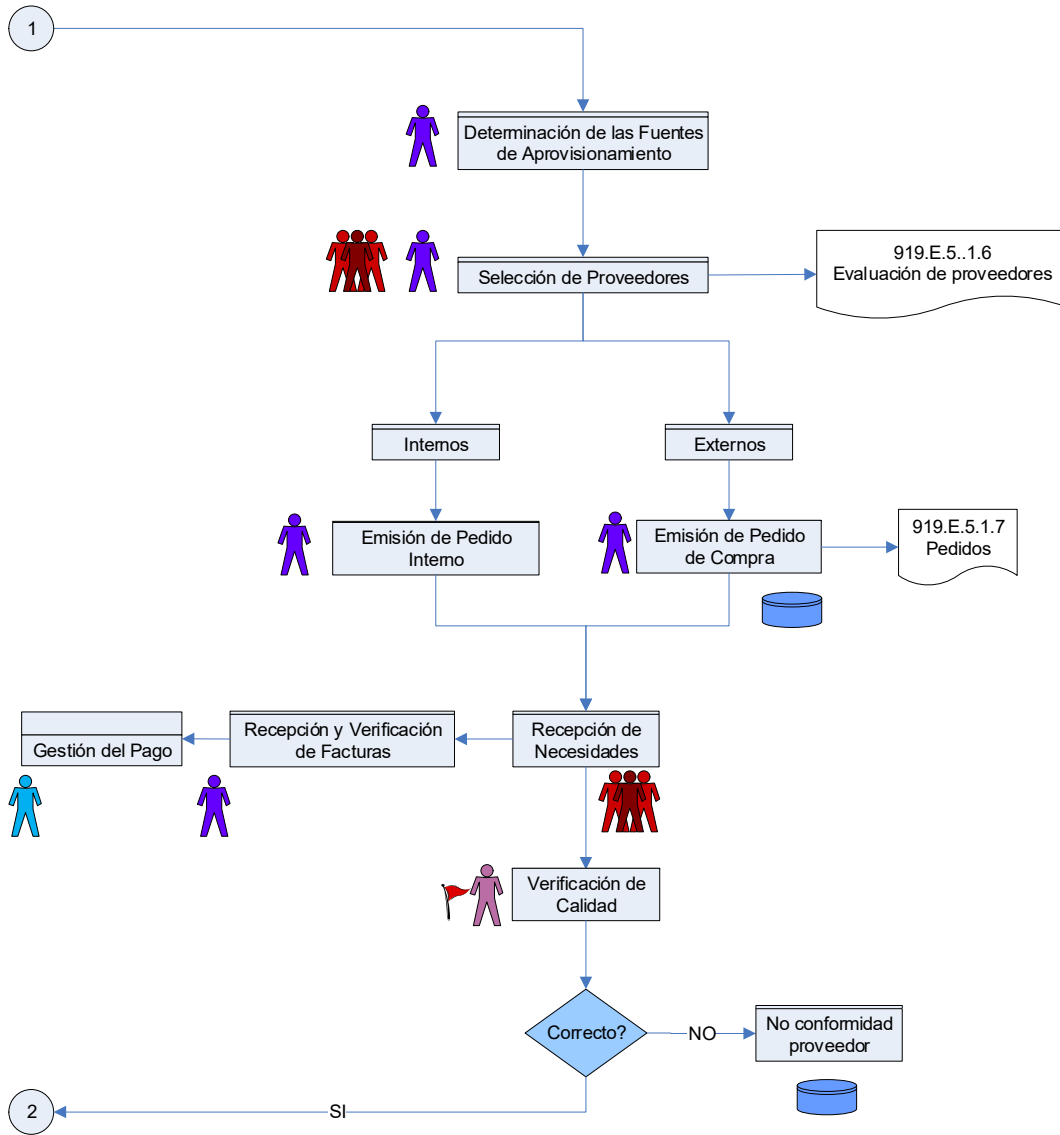 1
Determinación de las Fuentes
de Aprovisionamiento
Selección de Proveedores
919.E.5..1.6
Evaluación de proveedores
Internos
Externos
Emisión de Pedido
Interno
Emisión de Pedido
de Compra
919.E.5.1.7
Pedidos
Gestión del Pago
Recepción y Verificación
de Facturas
Recepción de
Necesidades
Verificación de
Calidad
Correcto?
NO
No conformidad
proveedor
SI
2